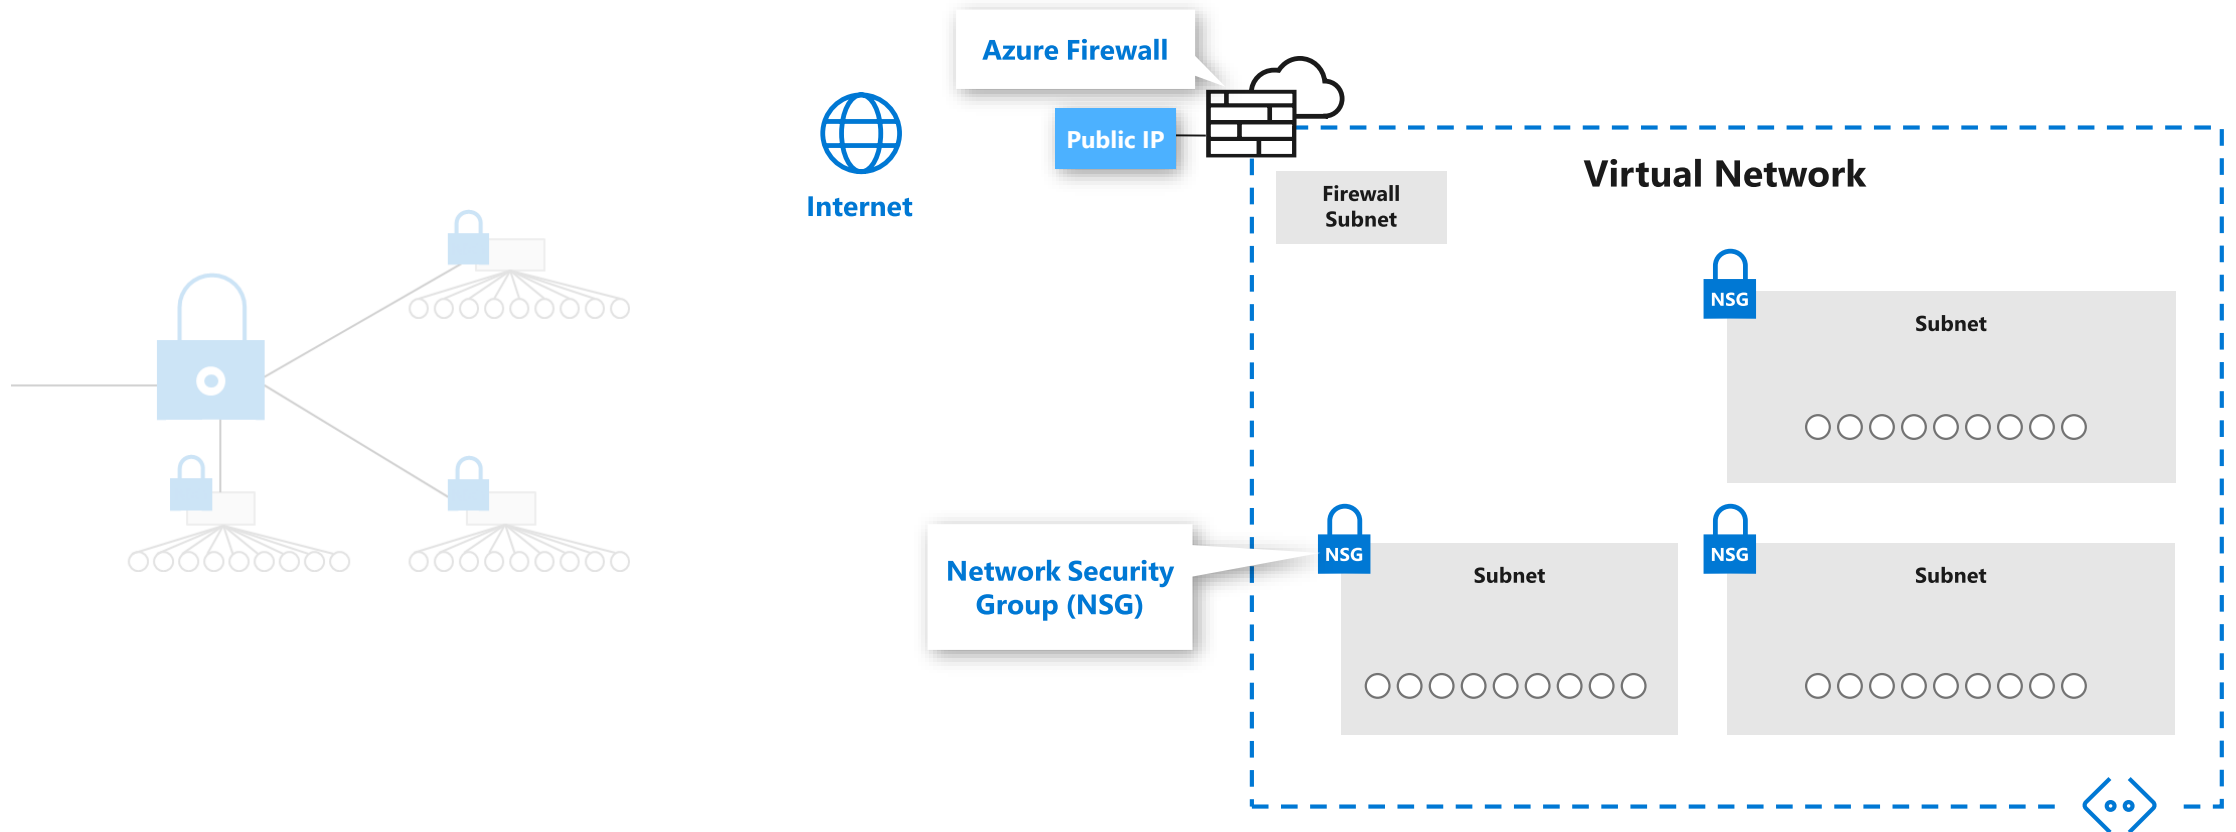 Azure Firewall
Public IP
Internet
Virtual Network
Firewall
Subnet
NSG
Subnet
Network Security
Group (NSG)
NSG
Subnet
NSG
Subnet